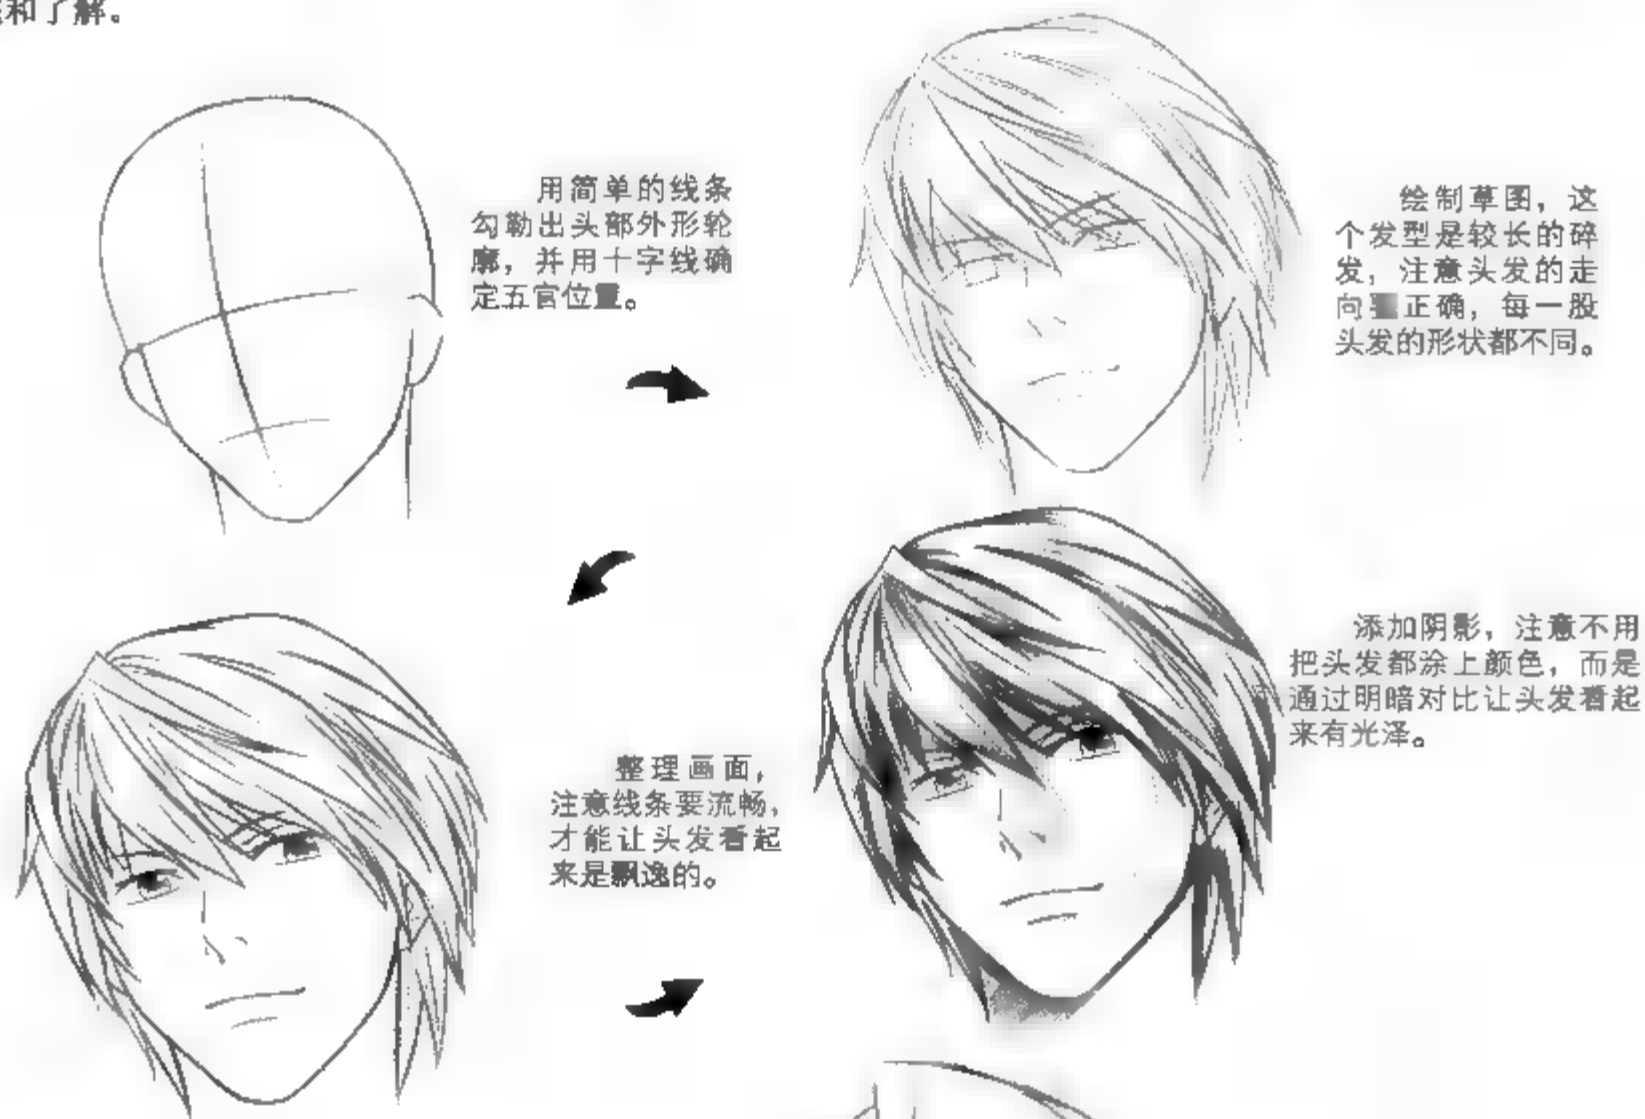 和了解。
用简单的线条
勾勒出头部外形轮
廓，并用十字线确
定五官位置。
绘制草图，这
个发型是较长的碎
发，注意头发的走
向要正确，每一股
头发的形状都不同。
整理画面，
注意线条要流畅，
才能让头发看起
来是飘逸的。
添加阴影，注意不用
把头发都涂上颜色，而是
通过明暗对比让头发看起
来有光泽。